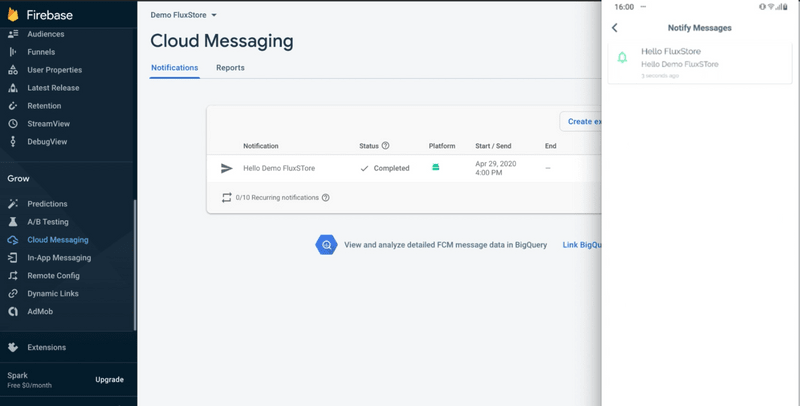 Firebase
Audiences
Funnels
User Properties
Latest Release
Retention
StreamView
DebugView
Grow
Predictions
A/B Testing
Cloud Messaging
In-App Messaging
Remote Config
Dynamic Links
AdMob
Extensions
Spark
Free $0/month
Upgrade
Demo FluxStore
Cloud Messaging
Notifications Reports
Create ex
Notification Status Platform Start / Send End
Hello Demo FluxSTore Completed Apr 29, 2020 --
4:00 PM
0/10 Recurring notifications
View and analyze detailed FCM message data in BigQuery Link BigQu
16:00
Notify Messages
Hello FluxStore
Hello Demo FluxSTore
seconds ago